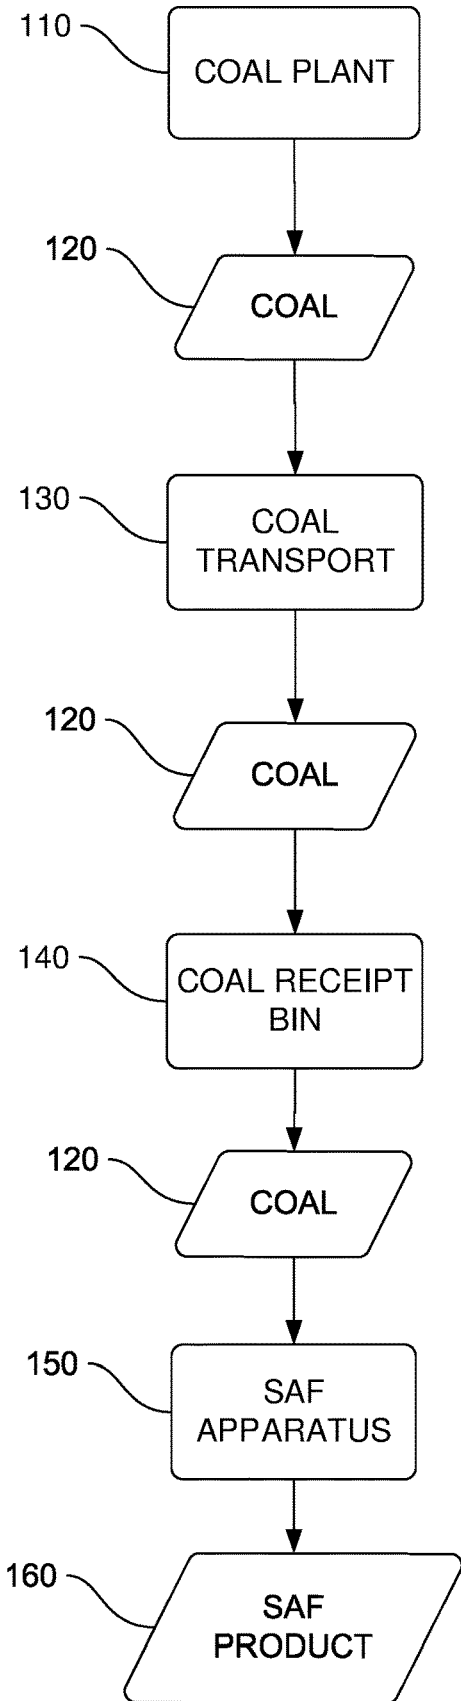 110
COAL PLANT
120
COAL
130
COAL
TRANSPORT
120
COAL
140
COAL RECEIPT
BIN
120
COAL
150
SAF
APPARATUS
160
SAF
PRODUCT